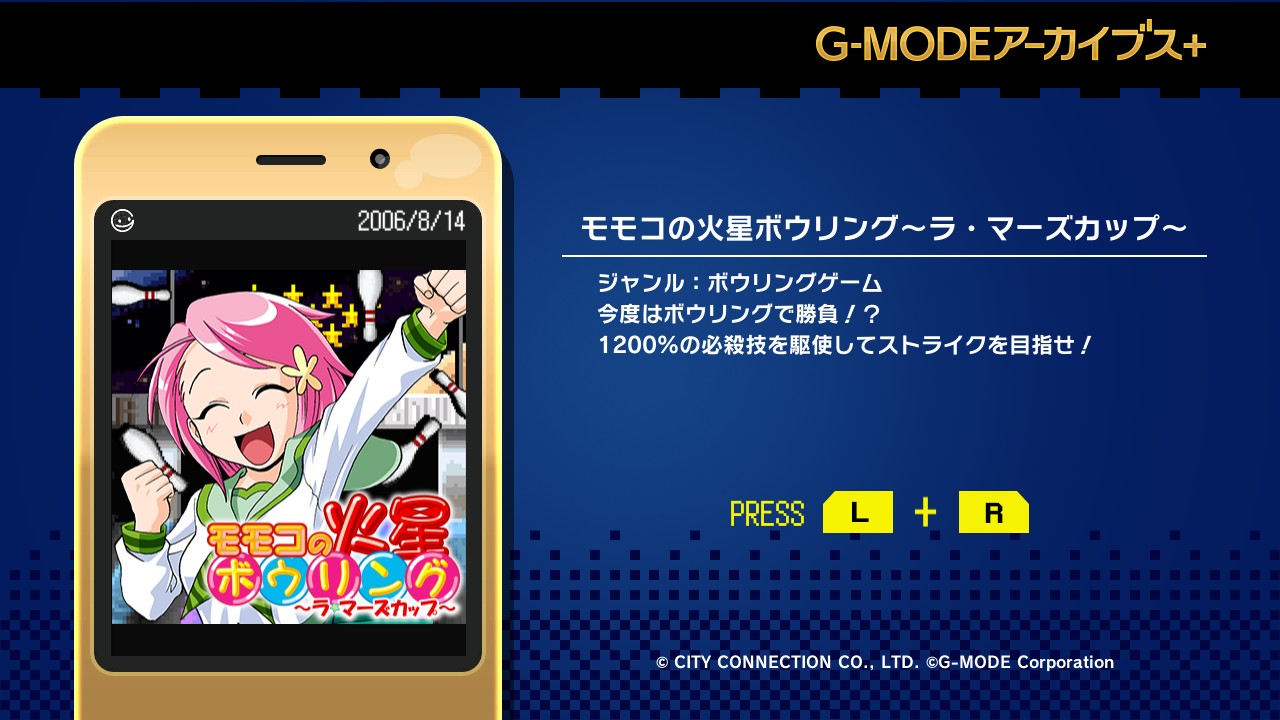 G-MODEアーカイブス+
2006/8/14
モモコの火星
ボウリング
～ラ・マーズカップ～
モモコの火星ボウリング～ラ・マーズカップ～
ジャンル：ボウリングゲーム
今度はボウリングで勝負！？
1200%の必殺技を駆使してストライクを目指せ！
PRESS L + R
© CITY CONNECTION CO., LTD. ©G-MODE Corporation